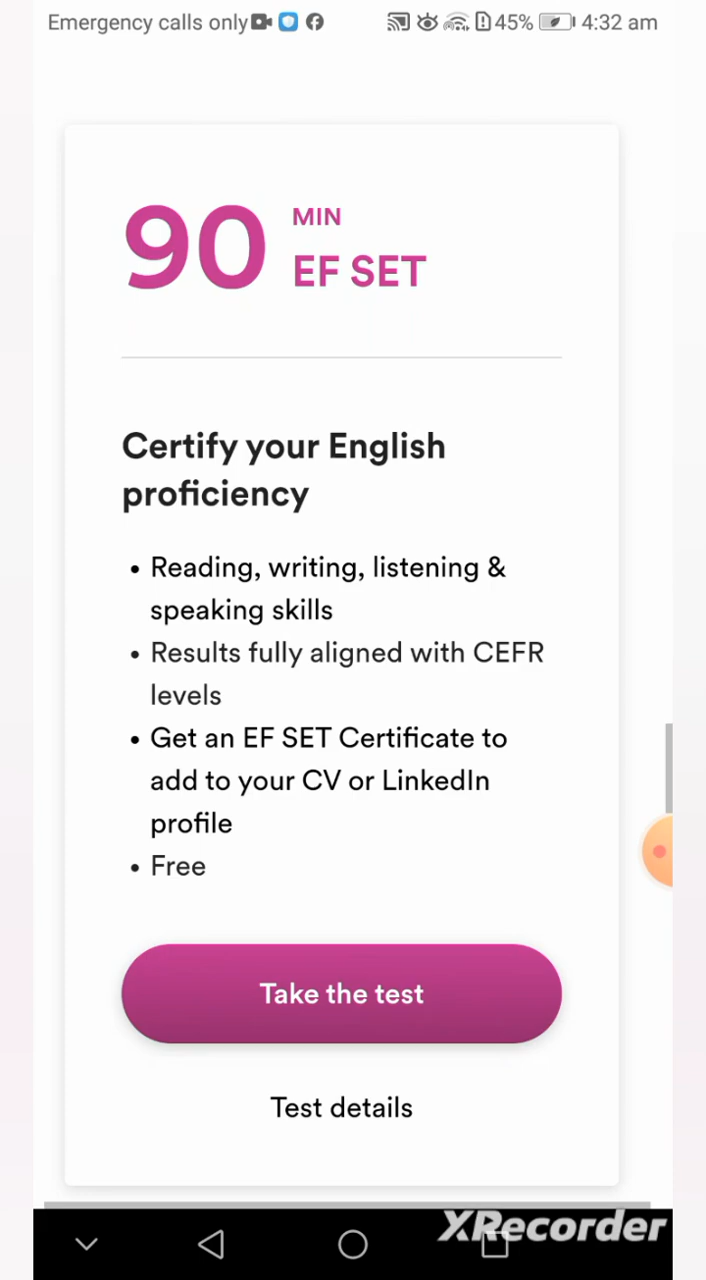 Emergency calls only 45% 4:32 am
90 MIN
EF SET
Certify your English
proficiency
• Reading, writing, listening &
speaking skills
• Results fully aligned with CEFR
levels
• Get an EF SET Certificate to
add to your CV or LinkedIn
profile
• Free
Take the test
Test details
XRecorder